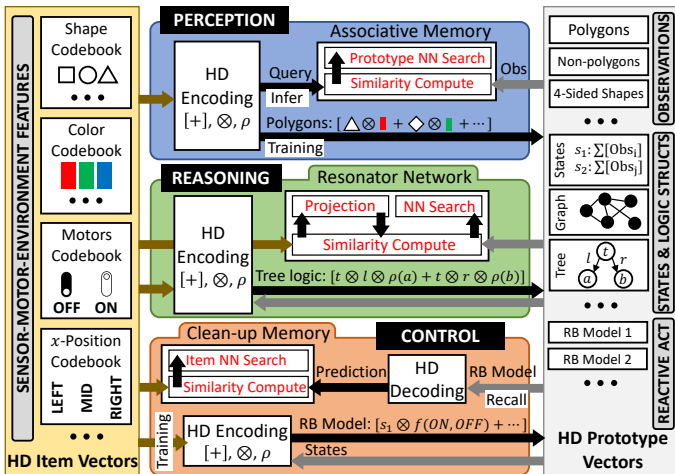 SENSOR-MOTOR-ENVIRONMENT FEATURES
Shape
Codebook
• • •
Color
Codebook
• • •
Motors
Codebook
OFF ON
x-Position
Codebook
LEFT
MID
RIGHT
• • •
HD Item Vectors
PERCEPTION
Associative Memory
HD
Encoding
[+], ⊗, ρ
Query
Infer
Prototype NN Search
Similarity Compute
Obs
Polygons: [△ ⊗ ▮ + ◇ ⊗ ▮ + ⋯]
Training
REASONING
Resonator Network
HD
Encoding
[+], ⊗, ρ
Projection
NN Search
Similarity Compute
Tree logic: [t ⊗ l ⊗ ρ(a) + t ⊗ r ⊗ ρ(b)]
Clean-up Memory
CONTROL
Item NN Search
Similarity Compute
Prediction
HD
Decoding
RB Model
Recall
Training
HD Encoding
[+], ⊗, ρ
RB Model: [s₁ ⊗ f(ON, OFF) + ⋯]
States
Polygons
Non-polygons
4-Sided Shapes
• • •
OBSERVATIONS
States
s₁: ∑[Obsᵢ]
s₂: ∑[Obsⱼ]
Graph
Tree
t
l r
a b
• • •
STATES & LOGIC STRUCTS
RB Model 1
RB Model 2
• • •
REACTIVE ACT
HD Prototype
Vectors